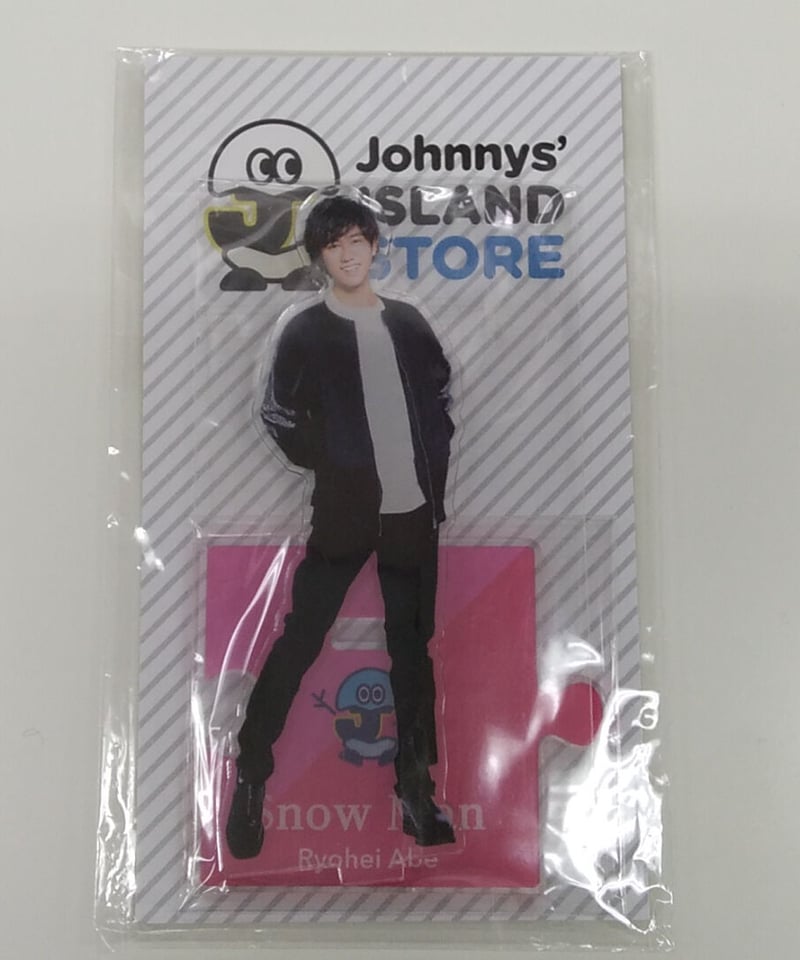 Johnnys'
ISLAND
STORE
Snow Man
Ryohei Abe